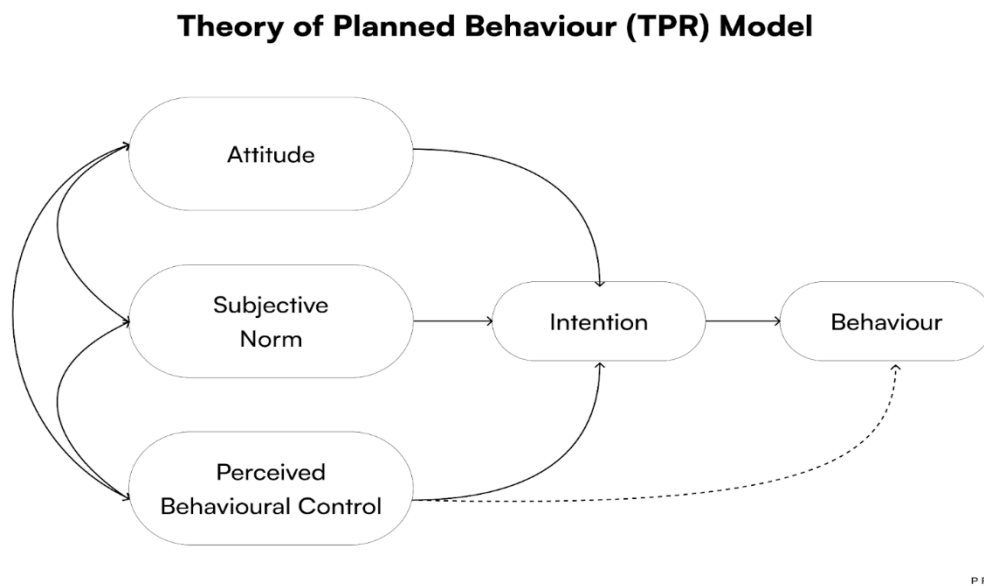 Theory of Planned Behaviour (TPR) Model
Attitude
Subjective
Norm
Intention
Behaviour
Perceived
Behavioural Control